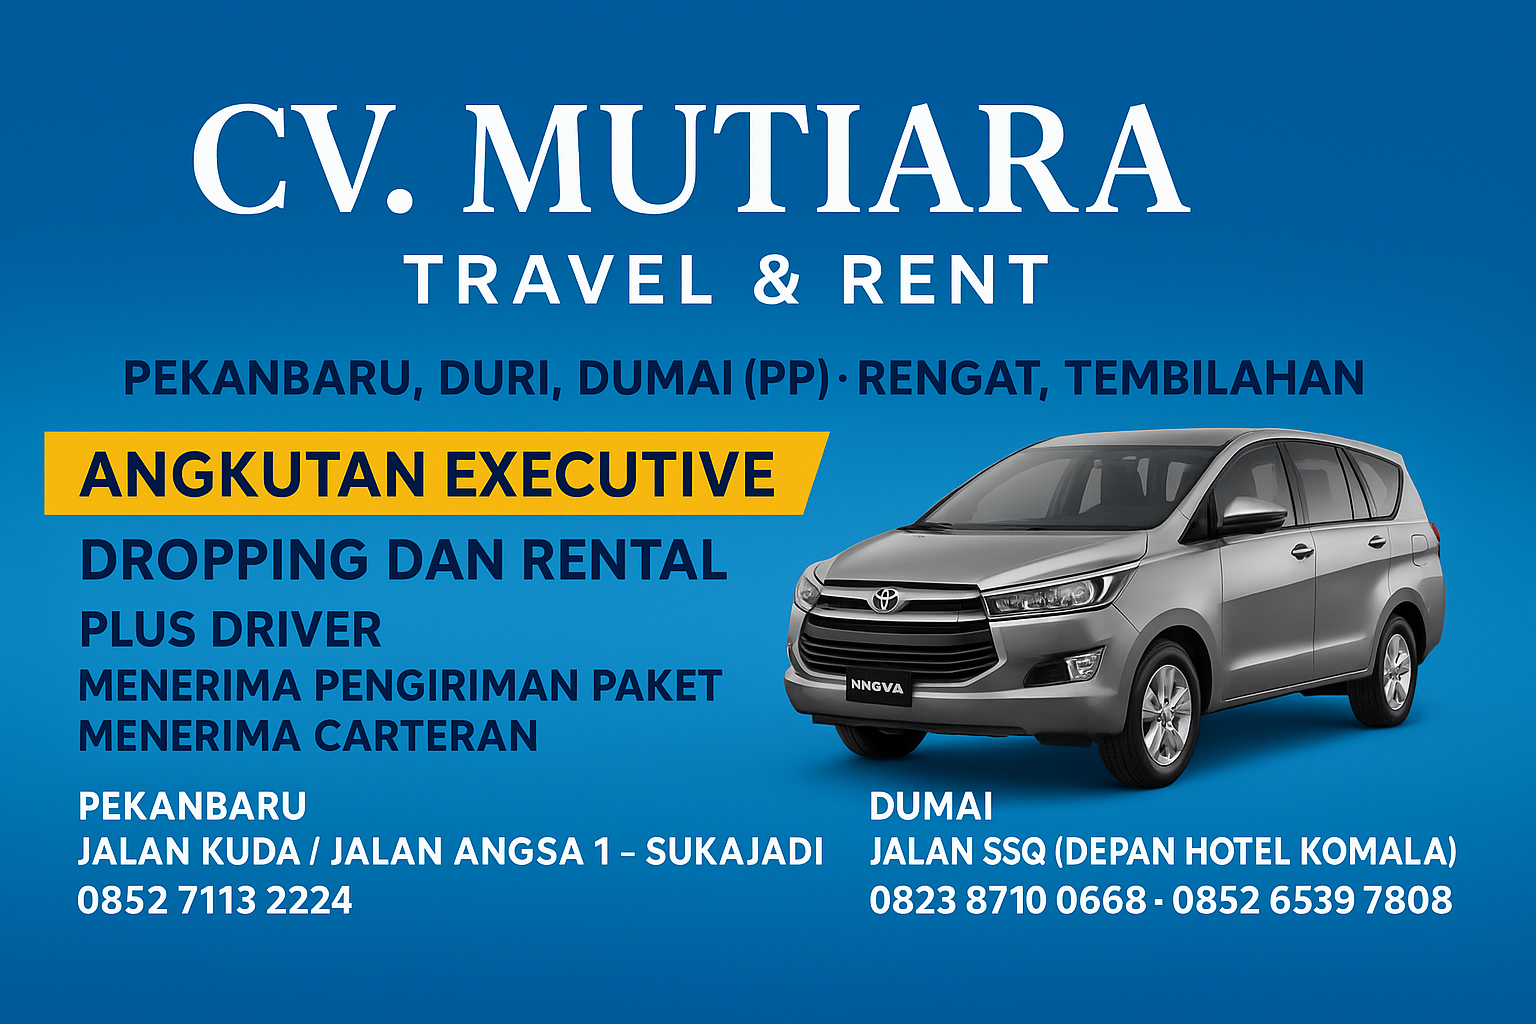 CV. MUTIARA
TRAVEL & RENT
PEKANBARU, DURI, DUMAI (PP) · RENGAT, TEMBILAHAN
ANGKUTAN EXECUTIVE
DROPPING DAN RENTAL
PLUS DRIVER
MENERIMA PENGIRIMAN PAKET
MENERIMA CARTERAN
NNGVA
PEKANBARU
JALAN KUDA / JALAN ANGSA 1 – SUKAJADI
0852 7113 2224
DUMAI
JALAN SSQ (DEPAN HOTEL KOMALA)
0823 8710 0668 · 0852 6539 7808